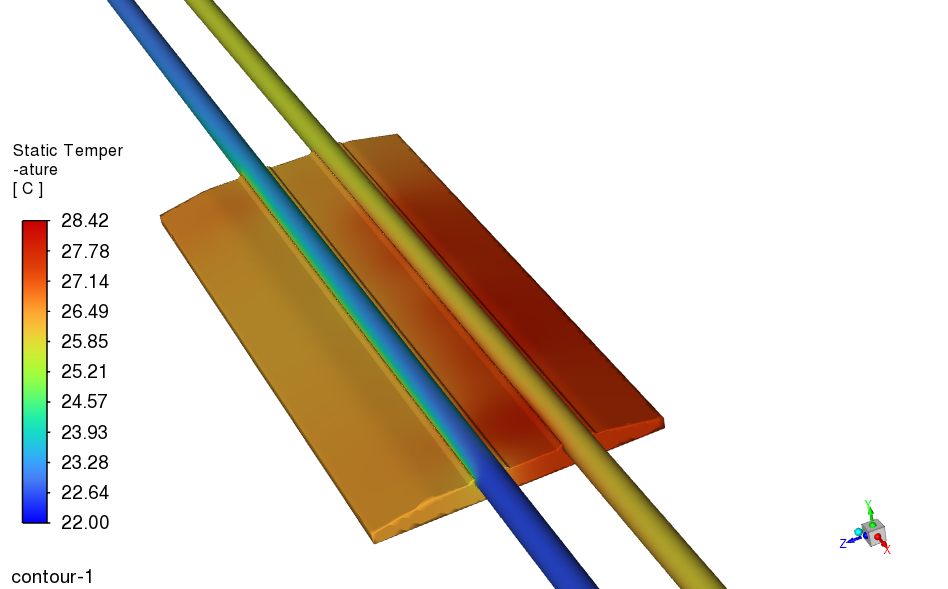 Static Temper
-ature
[ C ]
28.42
27.78
27.14
26.49
25.85
25.21
24.57
23.93
23.28
22.64
22.00
Y
Z
X
contour-1